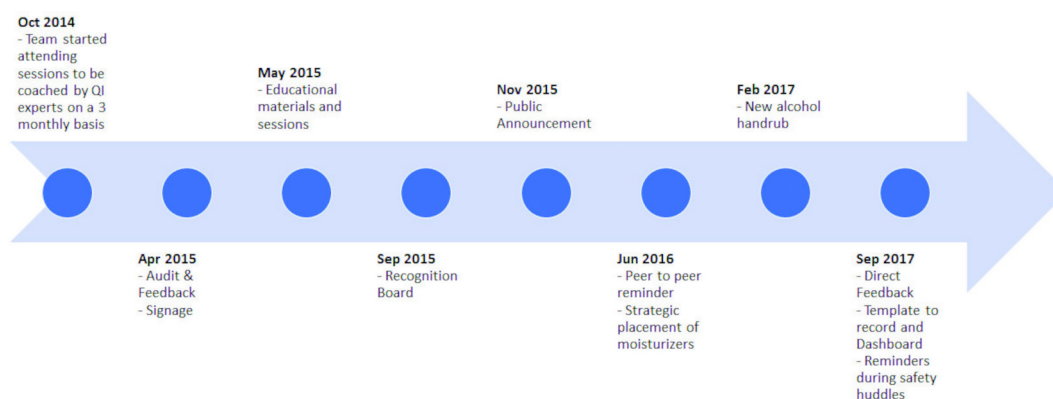 Oct 2014
- Team started
attending
sessions to be
coached by QI
experts on a 3
monthly basis
Apr 2015
- Audit &
Feedback
- Signage
May 2015
- Educational
materials and
sessions
Sep 2015
- Recognition
Board
Nov 2015
- Public
Announcement
Jun 2016
- Peer to peer
reminder
- Strategic
placement of
moisturizers
Feb 2017
- New alcohol
handrub
Sep 2017
- Direct
Feedback
- Template to
record and
Dashboard
- Reminders
during safety
huddles